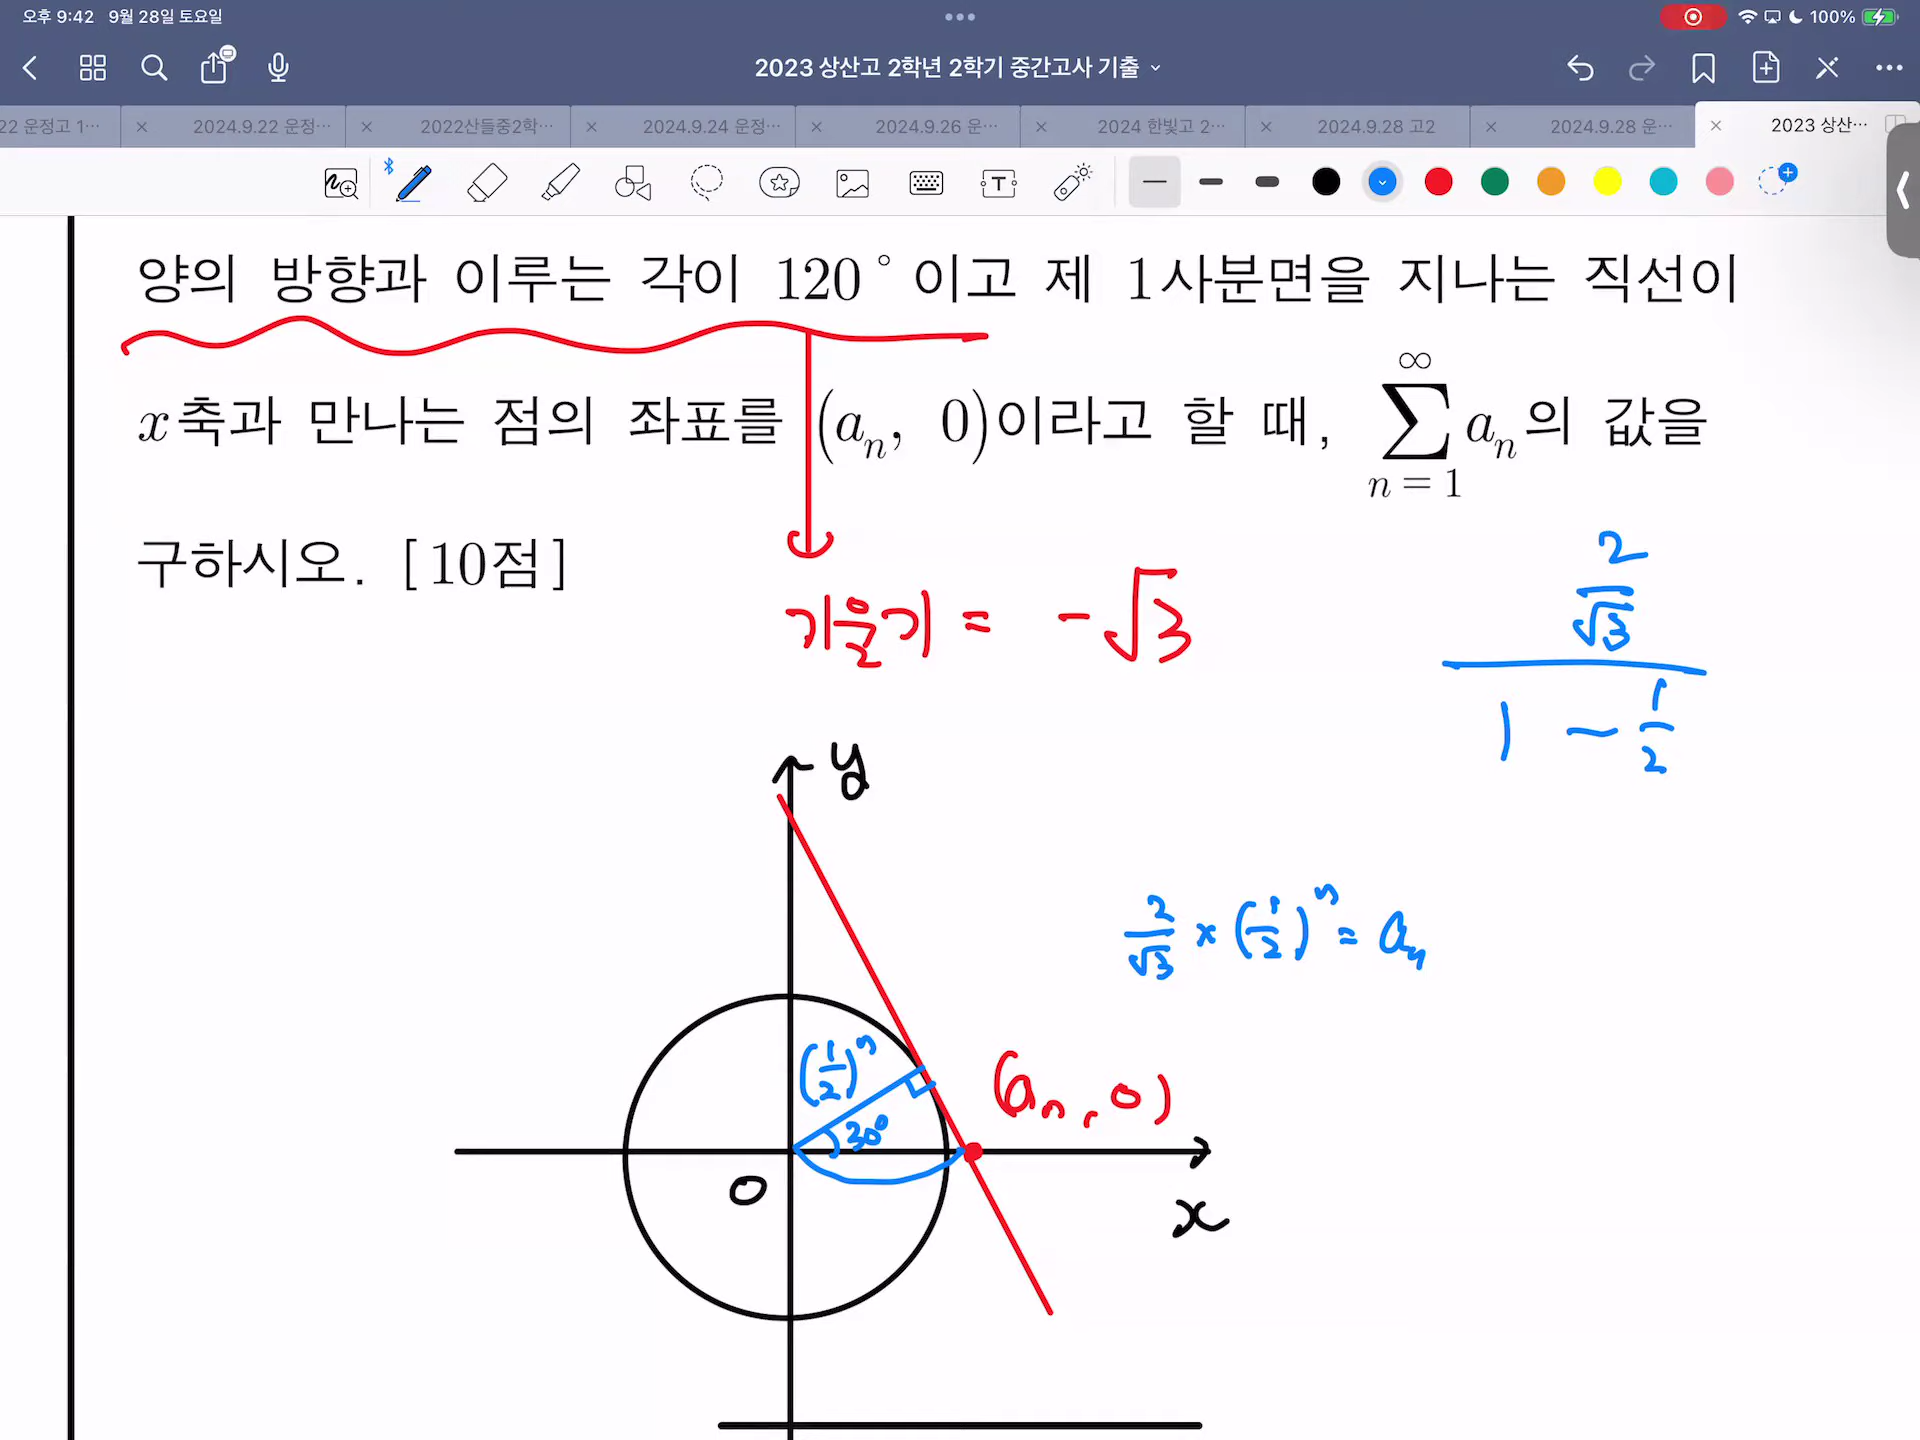 오후 9:42 9월 28일 토요일
100%
2023 상산고 2학년 2학기 중간고사 기출
22 운정고 1…
2024.9.22 운정…
2022산들중2학…
2024.9.24 운정…
2024.9.26 운…
2024 한빛고 2…
2024.9.28 고2
2024.9.28 운…
2023 상산…
양의 방향과 이루는 각이 120°이고 제 1사분면을 지나는 직선이
x축과 만나는 점의 좌표를 (aₙ, 0)이라고 할 때, ∑_{n=1}^{∞} aₙ의 값을
구하시오. [10점]
기울기 = -√3
2/√3
1 - 1/2
y
2/√3 × (1/2)ⁿ = aₙ
(1/2)ⁿ
30°
(aₙ, 0)
0
x